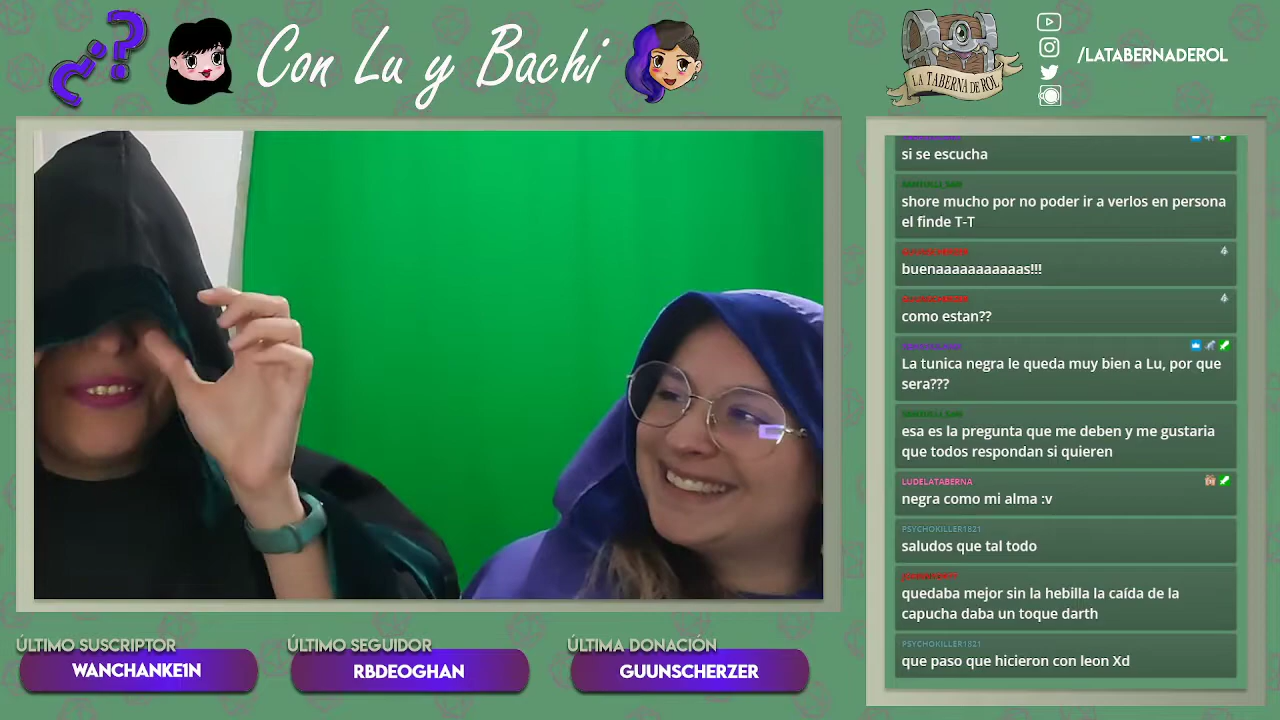 ¿?
Con Lu y Bachi
LA TABERNA DE ROL
/LATABERNADEROL
si se escucha
shore mucho por no poder ir a verlos en persona
el finde T-T
buenaaaaaaaaaaas!!!
como estan??
La tunica negra le queda muy bien a Lu, por que
sera???
esa es la pregunta que me deben y me gustaria
que todos respondan si quieren
LUDELATABERNA
negra como mi alma :v
PSYCHOKILLER1821
saludos que tal todo
quedaba mejor sin la hebilla la caída de la
capucha daba un toque darth
PSYCHOKILLER1821
que paso que hicieron con leon Xd
ÚLTIMO SUSCRIPTOR
WANCHANKE1N
ÚLTIMO SEGUIDOR
RBDEOGHAN
ÚLTIMA DONACIÓN
GUUNSCHERZER